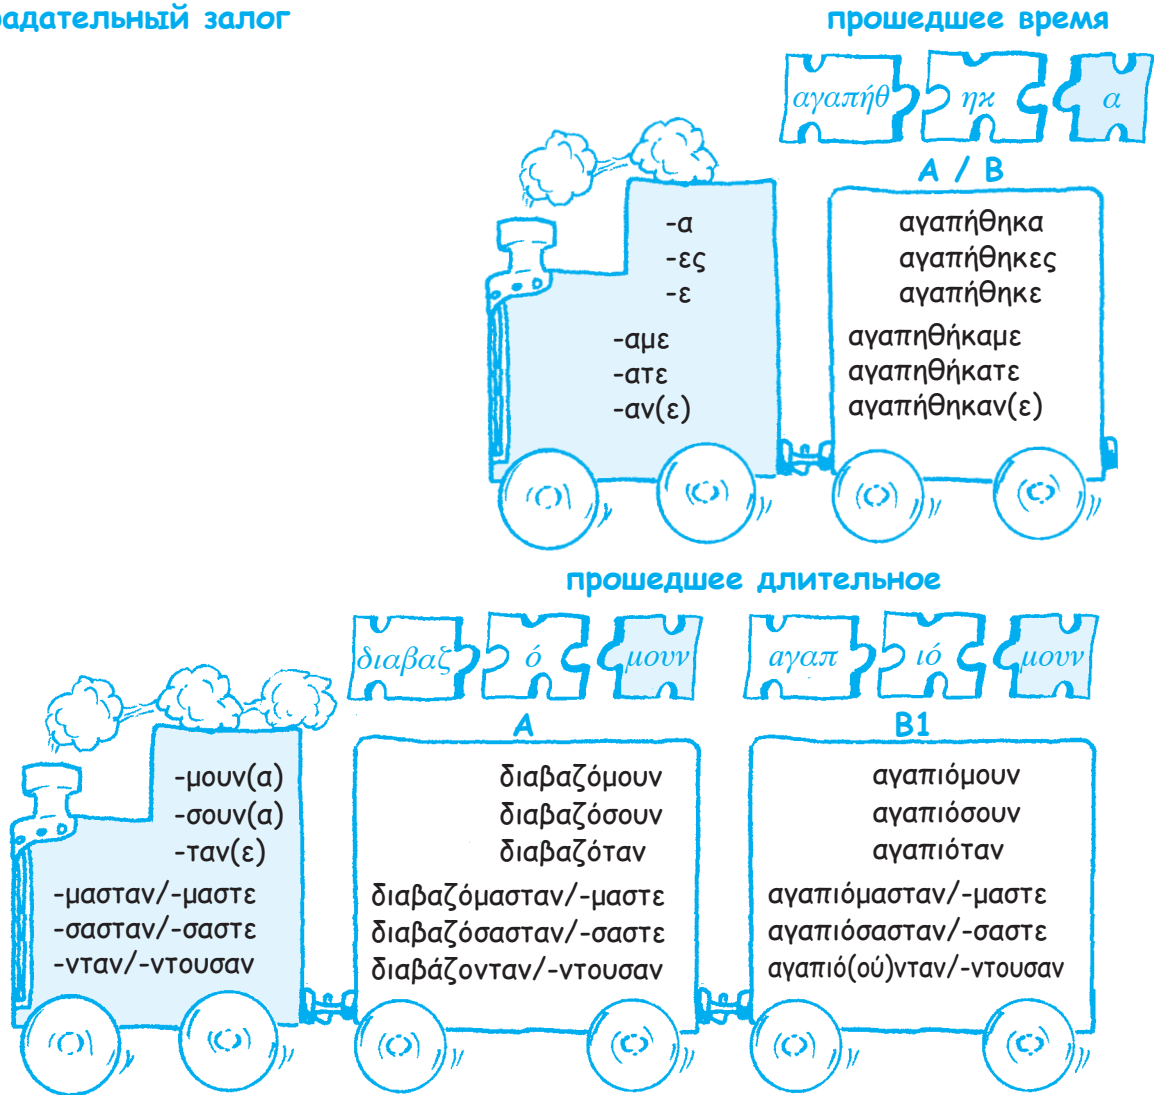 радательный залог
прошедшее время
αγαπήθ ηκ α
A / B
-α
-ες
-ε
-αμε
-ατε
-αν(ε)
αγαπήθηκα
αγαπήθηκες
αγαπήθηκε
αγαπηθήκαμε
αγαπηθήκατε
αγαπήθηκαν(ε)
прошедшее длительное
διαβαζ ό μουν
αγαπ ιό μουν
A
B1
-μουν(α)
-σουν(α)
-ταν(ε)
-μασταν/-μαστε
-σασταν/-σαστε
-νταν/-ντουσαν
διαβαζόμουν
διαβαζόσουν
διαβαζόταν
διαβαζόμασταν/-μαστε
διαβαζόσασταν/-σαστε
διαβάζονταν/-ντουσαν
αγαπιόμουν
αγαπιόσουν
αγαπιόταν
αγαπιόμασταν/-μαστε
αγαπιόσασταν/-σαστε
αγαπιό(ού)νταν/-ντουσαν